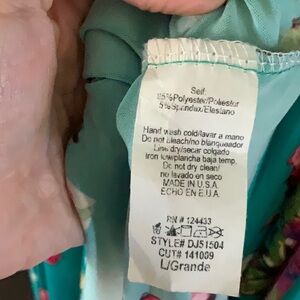 Self:
95%Polyester/Poliester
5%Spandex/Elastano
Hand wash cold/lavar a mano
Do not bleach/no blanqueador
Line dry/secar colgado
iron low/plancha baja temp.
Do not dry clean/
no lavado en seco
MADE IN U.S.A.
ECHO EN E.U.A.
RN # 124433
STYLE# DJ51504
CUT# 141009
L/Grande